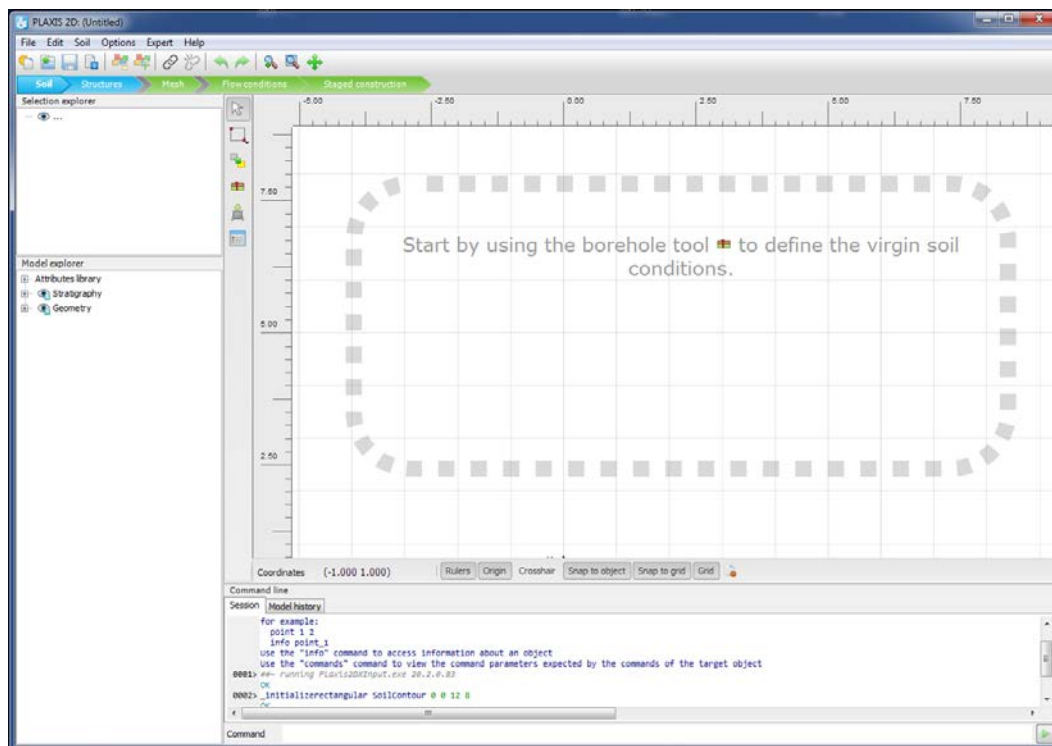 PLAXIS 2D: (Untitled)
File Edit Soil Options Expert Help
Soil Structures Mesh Flow conditions Staged construction
Selection explorer
...
Model explorer
Attributes library
Stratigraphy
Geometry
-5.00 -2.50 0.00 2.50 5.00 7.50
7.50
5.00
2.50
Start by using the borehole tool to define the virgin soil
conditions.
Coordinates (-1.000 1.000) Rulers Origin Crosshair Snap to object Snap to grid Grid
Command line
Session Model history
for example:
point 1 2
info point_1
Use the "info" command to access information about an object
Use the "commands" command to view the command parameters expected by the commands of the target object
0001> ##- running Plaxis2DXInput.exe 20.2.0.83
OK
0002> _initializerectangular SoilContour 0 0 12 8
OK
Command